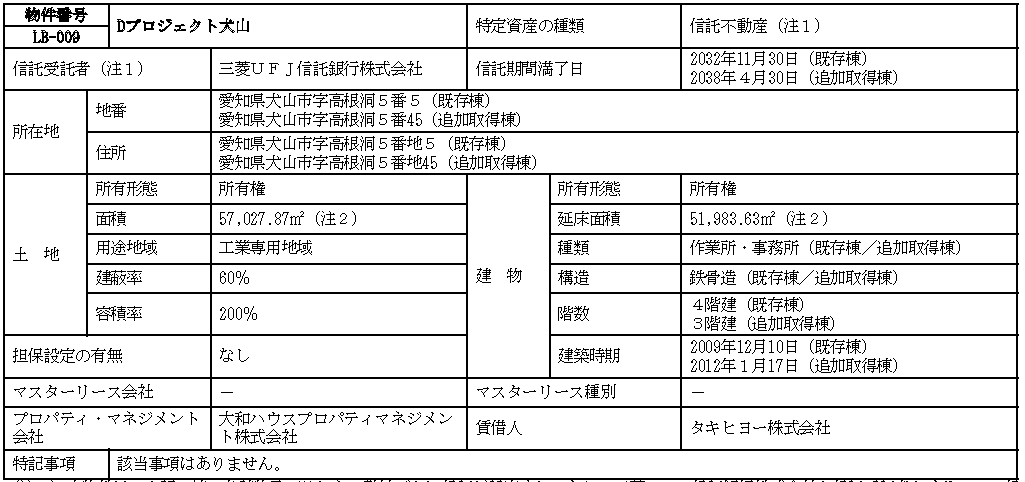 物件番号
LB-009
Dプロジェクト犬山
特定資産の種類
信託不動産（注１）
信託受託者（注１）
三菱ＵＦＪ信託銀行株式会社
信託期間満了日
2032年11月30日（既存棟）
2038年４月30日（追加取得棟）
所在地
地番
愛知県犬山市字高根洞５番５（既存棟）
愛知県犬山市字高根洞５番45（追加取得棟）
住所
愛知県犬山市字高根洞５番地５（既存棟）
愛知県犬山市字高根洞５番地45（追加取得棟）
土　地
所有形態
所有権
建　物
所有形態
所有権
面積
57,027.87㎡（注２）
延床面積
51,983.63㎡（注２）
用途地域
工業専用地域
種類
作業所・事務所（既存棟／追加取得棟）
建蔽率
60％
構造
鉄骨造（既存棟／追加取得棟）
容積率
200％
階数
４階建（既存棟）
３階建（追加取得棟）
担保設定の有無
なし
建築時期
2009年12月10日（既存棟）
2012年１月17日（追加取得棟）
マスターリース会社
－
マスターリース種別
－
プロパティ・マネジメント
会社
大和ハウスプロパティマネジメン
ト株式会社
賃借人
タキヒヨー株式会社
特記事項
該当事項はありません。